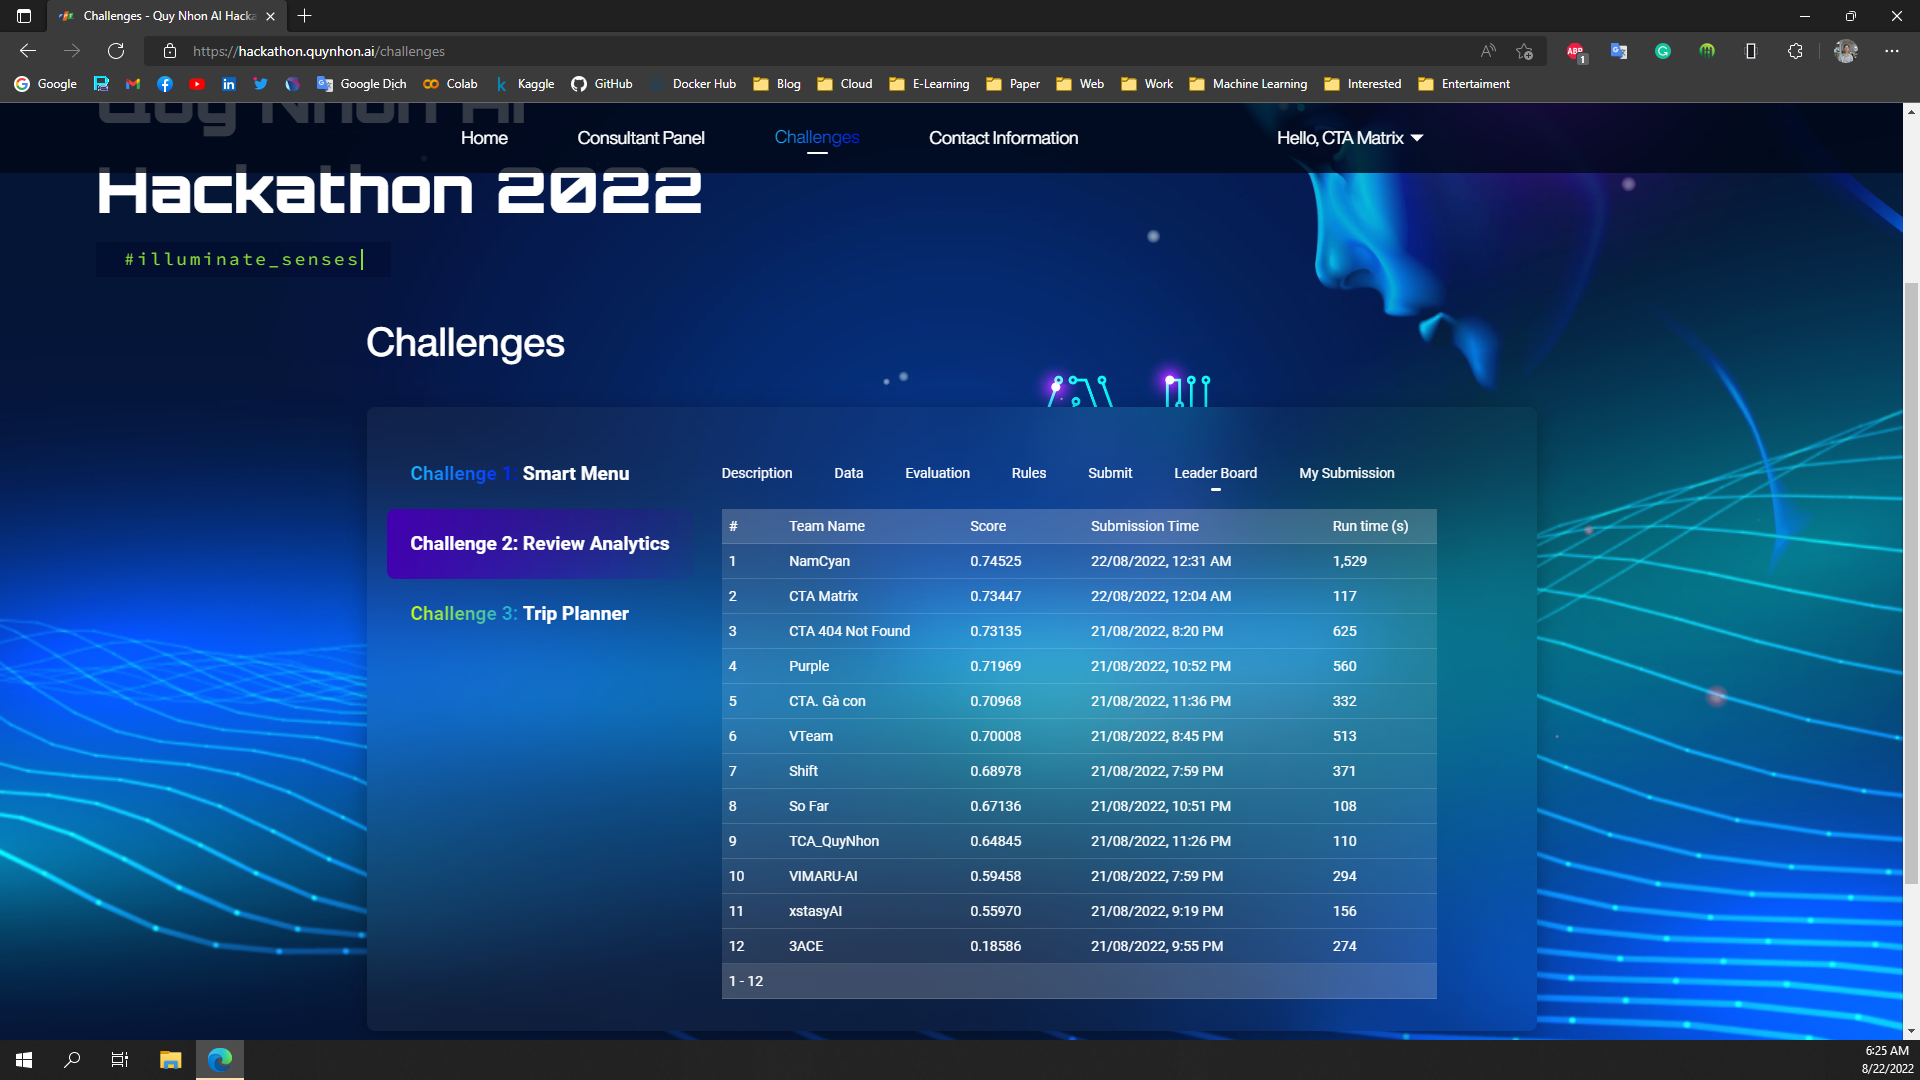 Challenges - Quy Nhon AI Hacka
https://hackathon.quynhon.ai/challenges
ABP 1
Google Google Dịch Colab Kaggle GitHub Docker Hub Blog Cloud E-Learning Paper Web Work Machine Learning Interested Entertaiment
Quy Nhon AI
Home Consultant Panel Challenges Contact Information Hello, CTA Matrix
Hackathon 2022
#illuminate_senses
Challenges
Challenge 1: Smart Menu
Challenge 2: Review Analytics
Challenge 3: Trip Planner
Description Data Evaluation Rules Submit Leader Board My Submission
# Team Name Score Submission Time Run time (s)
1 NamCyan 0.74525 22/08/2022, 12:31 AM 1,529
2 CTA Matrix 0.73447 22/08/2022, 12:04 AM 117
3 CTA 404 Not Found 0.73135 21/08/2022, 8:20 PM 625
4 Purple 0.71969 21/08/2022, 10:52 PM 560
5 CTA. Gà con 0.70968 21/08/2022, 11:36 PM 332
6 VTeam 0.70008 21/08/2022, 8:45 PM 513
7 Shift 0.68978 21/08/2022, 7:59 PM 371
8 So Far 0.67136 21/08/2022, 10:51 PM 108
9 TCA_QuyNhon 0.64845 21/08/2022, 11:26 PM 110
10 VIMARU-AI 0.59458 21/08/2022, 7:59 PM 294
11 xstasyAI 0.55970 21/08/2022, 9:19 PM 156
12 3ACE 0.18586 21/08/2022, 9:55 PM 274
1 - 12
6:25 AM
8/22/2022